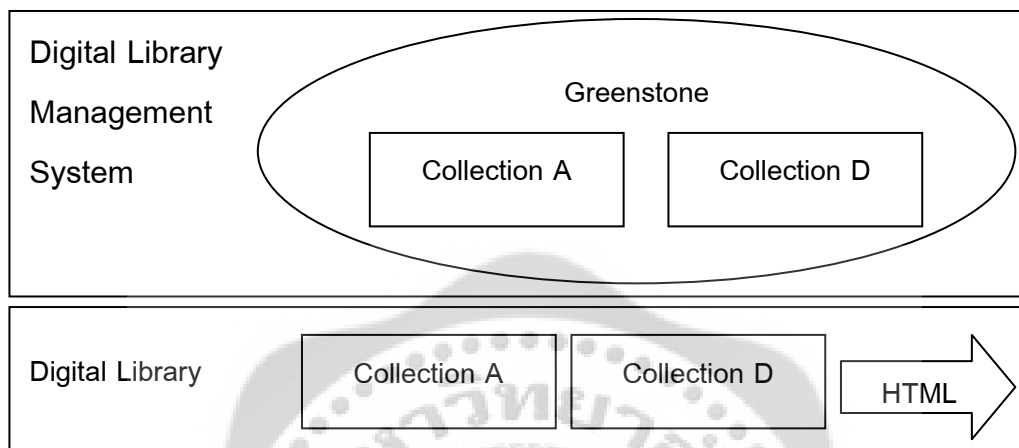 Digital Library
Management
System
Greenstone
Collection A
Collection D
Digital Library
Collection A
Collection D
HTML